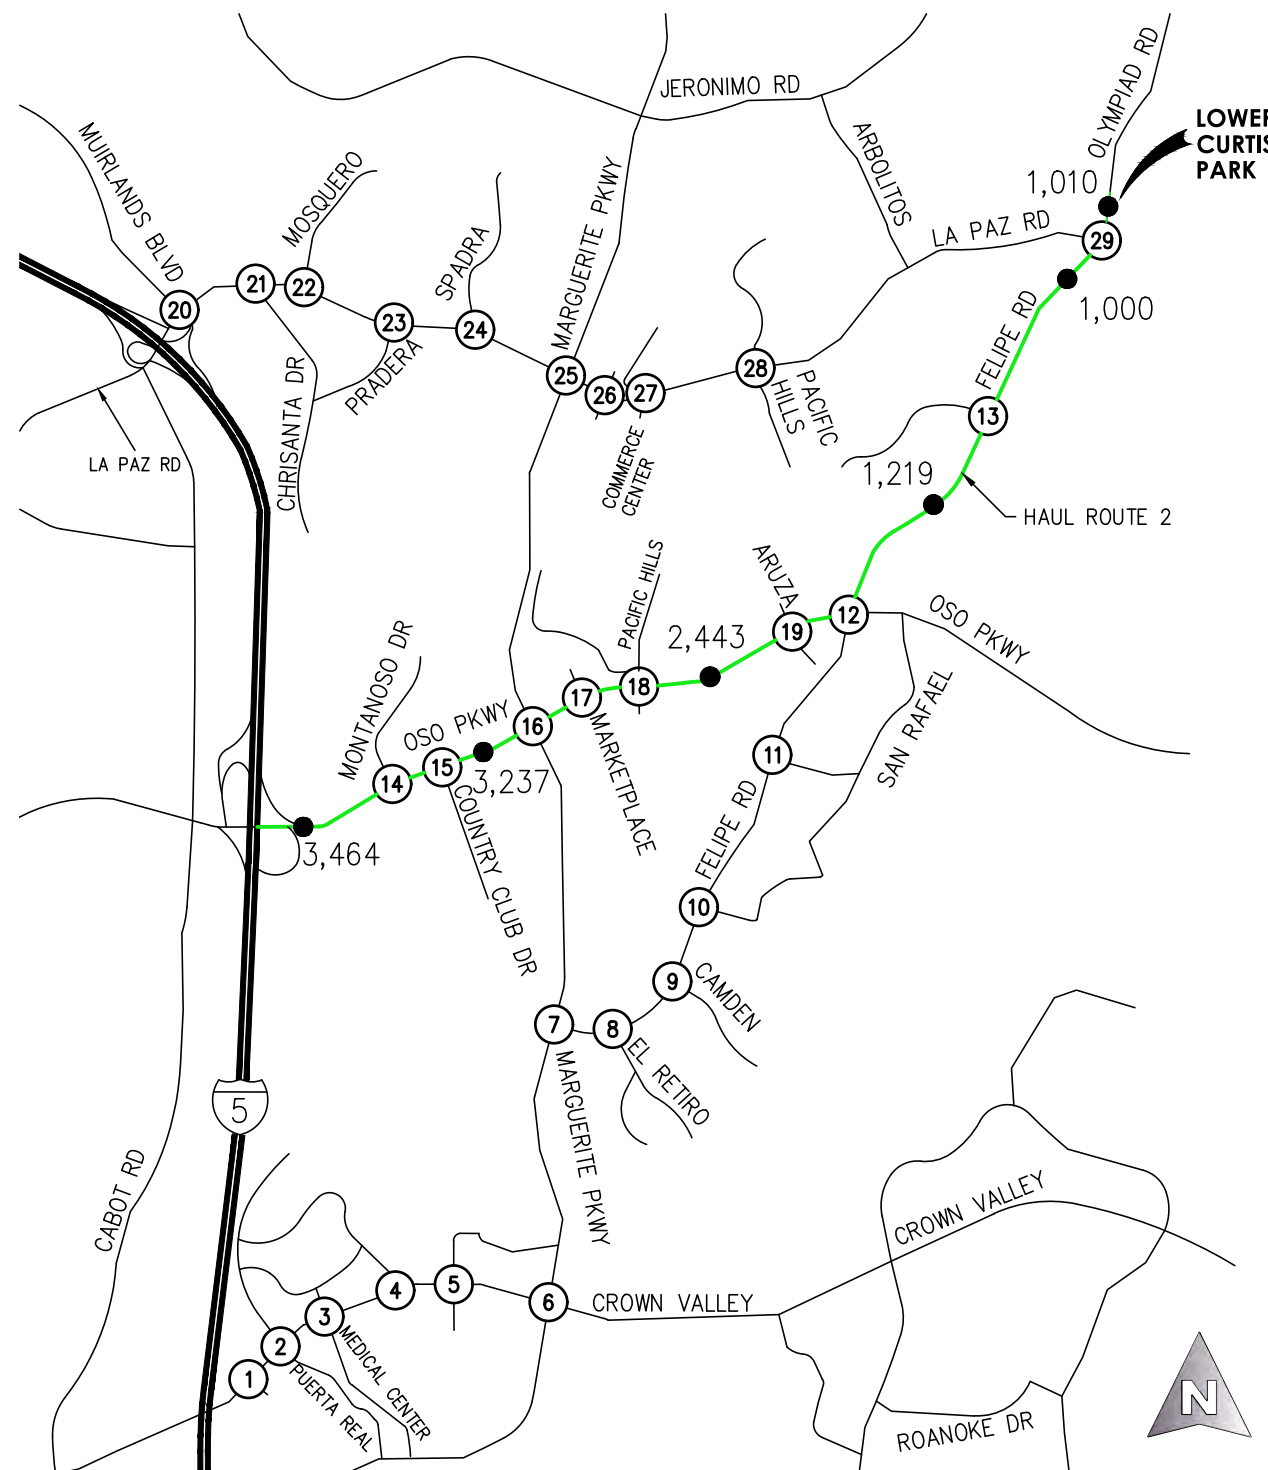 JERONIMO RD
OLYMPIAD RD
LOWER
CURTIS
PARK
MUIRLANDS BLVD
MOSQUERO
SPADRA
MARGUERITE PKWY
ARBOLITOS
1,010
LA PAZ RD
29
1,000
20
21
22
23
24
25
26
27
28
FELIPE RD
13
CHRISANTA DR
PRADERA
COMMERCE
CENTER
PACIFIC
HILLS
LA PAZ RD
1,219
HAUL ROUTE 2
ARUZA
PACIFIC HILLS
2,443
19
12
OSO PKWY
MONTANOSO DR
OSO PKWY
18
17
16
15
14
3,237
3,464
MARKETPLACE
COUNTRY CLUB DR
SAN RAFAEL
11
FELIPE RD
10
9
CAMDEN
7
8
EL RETIRO
MARGUERITE PKWY
5
CABOT RD
CROWN VALLEY
4
5
6
CROWN VALLEY
3
2
1
MEDICAL CENTER
PUERTA REAL
ROANOKE DR
N